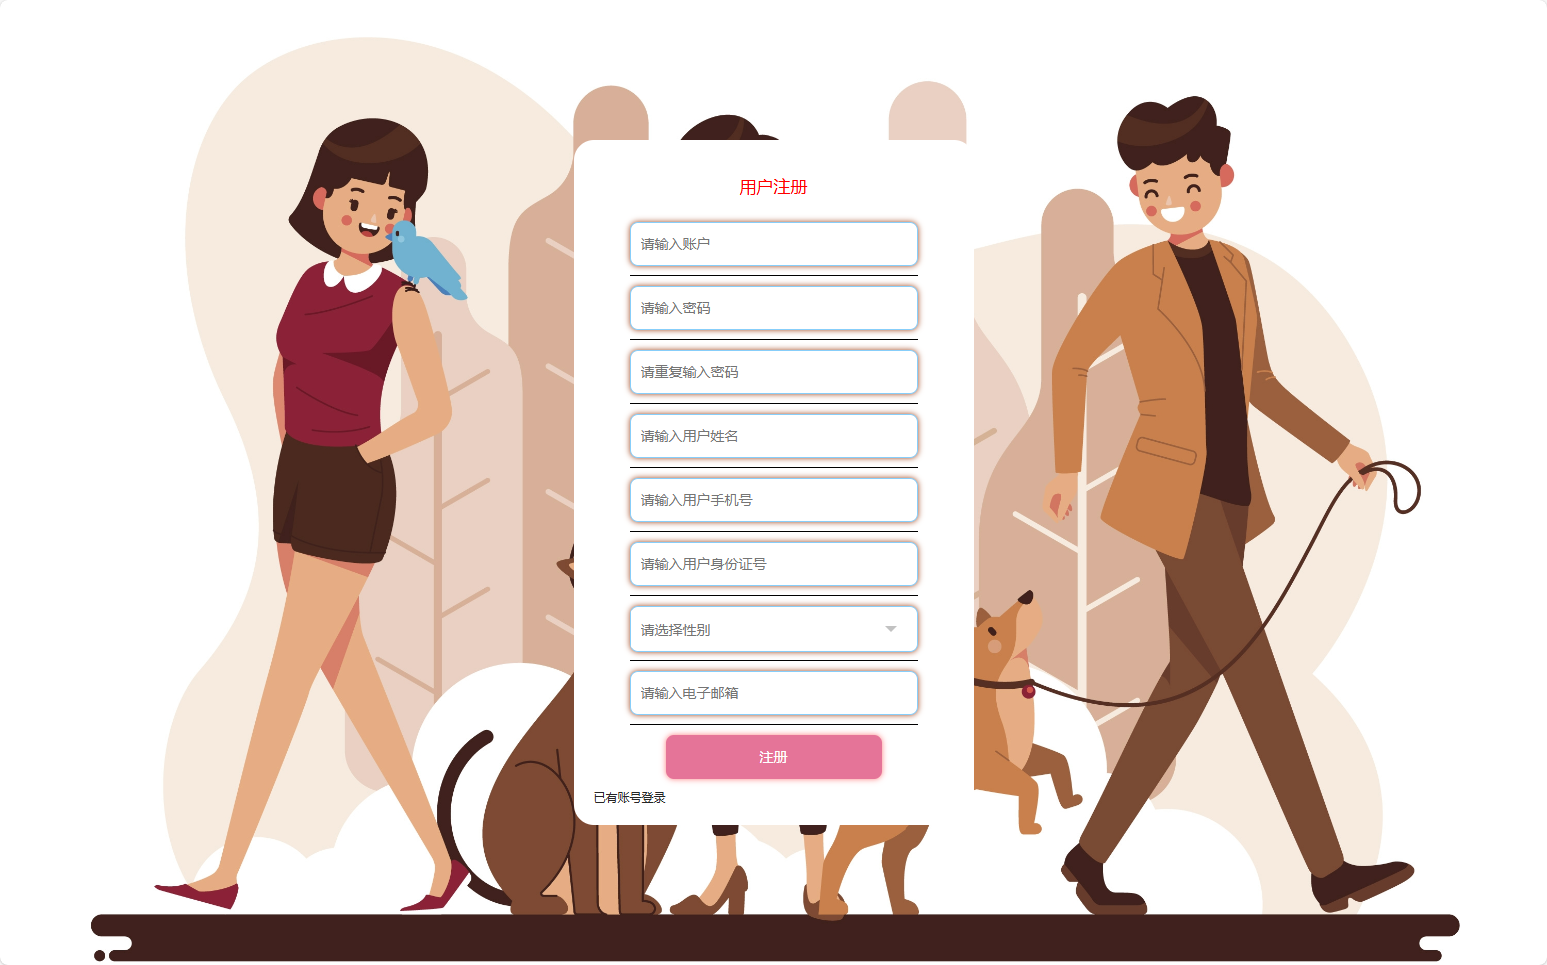 用户注册
请输入账户
请输入密码
请重复输入密码
请输入用户姓名
请输入用户手机号
请输入用户身份证号
请选择性别
请输入电子邮箱
注册
已有账号登录